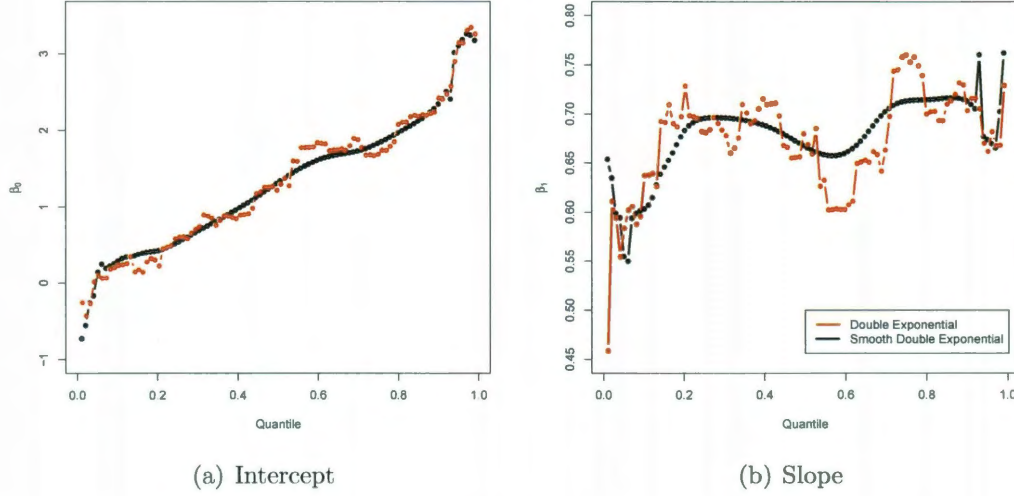 3
2
1
0
−1
β₀
0.0 0.2 0.4 0.6 0.8 1.0
Quantile
(a) Intercept
0.80
0.75
0.70
0.65
0.60
0.55
0.50
0.45
β₁
Double Exponential
Smooth Double Exponential
0.0 0.2 0.4 0.6 0.8 1.0
Quantile
(b) Slope